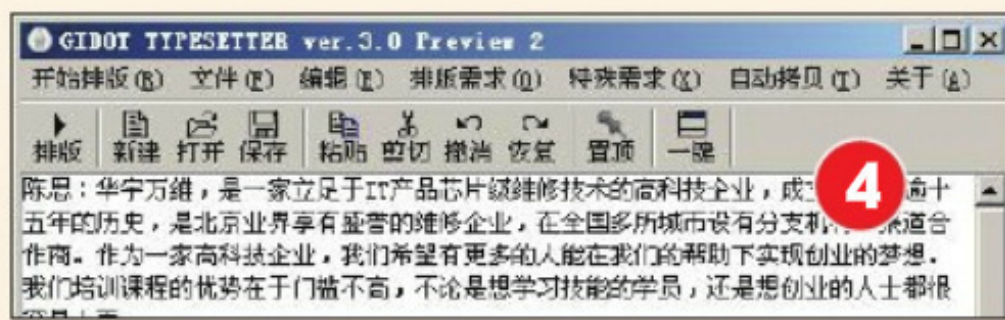 GIDOT TYPESETTER ver.3.0 Preview 2
开始排版(B) 文件(F) 编辑(E) 排版需求(Q) 特殊需求(X) 自动拷贝(T) 关于(A)
排版 新建 打开 保存 粘贴 剪切 撤消 恢复 置顶 一键
4
陈思：华宇万维，是一家立足于IT产品芯片级维修技术的高科技企业，成 逾十
五年的历史，是北京业界享有盛誉的维修企业，在全国多所城市设有分支 渠道合
作商。作为一家高科技企业，我们希望有更多的人能在我们的帮助下实现创业的梦想。
我们培训课程的优势在于门槛不高，不论是想学习技能的学员，还是想创业的人士都很